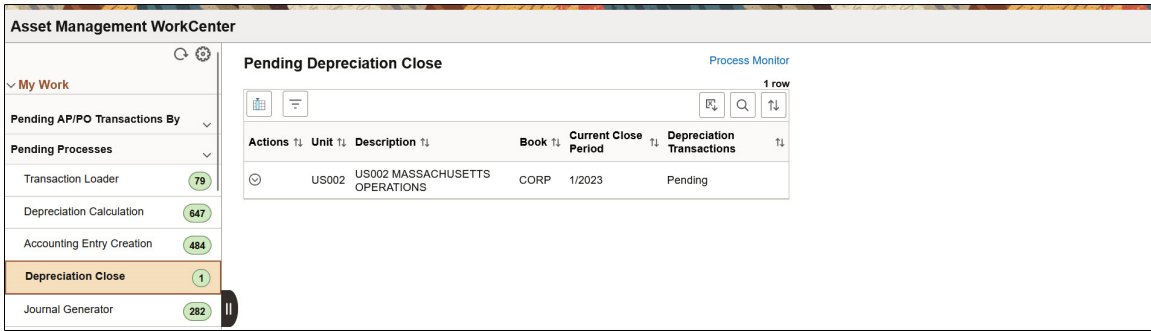 Asset Management WorkCenter
My Work
Pending AP/PO Transactions By
Pending Processes
Transaction Loader 79
Depreciation Calculation 647
Accounting Entry Creation 484
Depreciation Close 1
Journal Generator 282
Pending Depreciation Close
Process Monitor
1 row
Actions Unit Description Book Current Close Period Depreciation Transactions
US002 US002 MASSACHUSETTS OPERATIONS CORP 1/2023 Pending